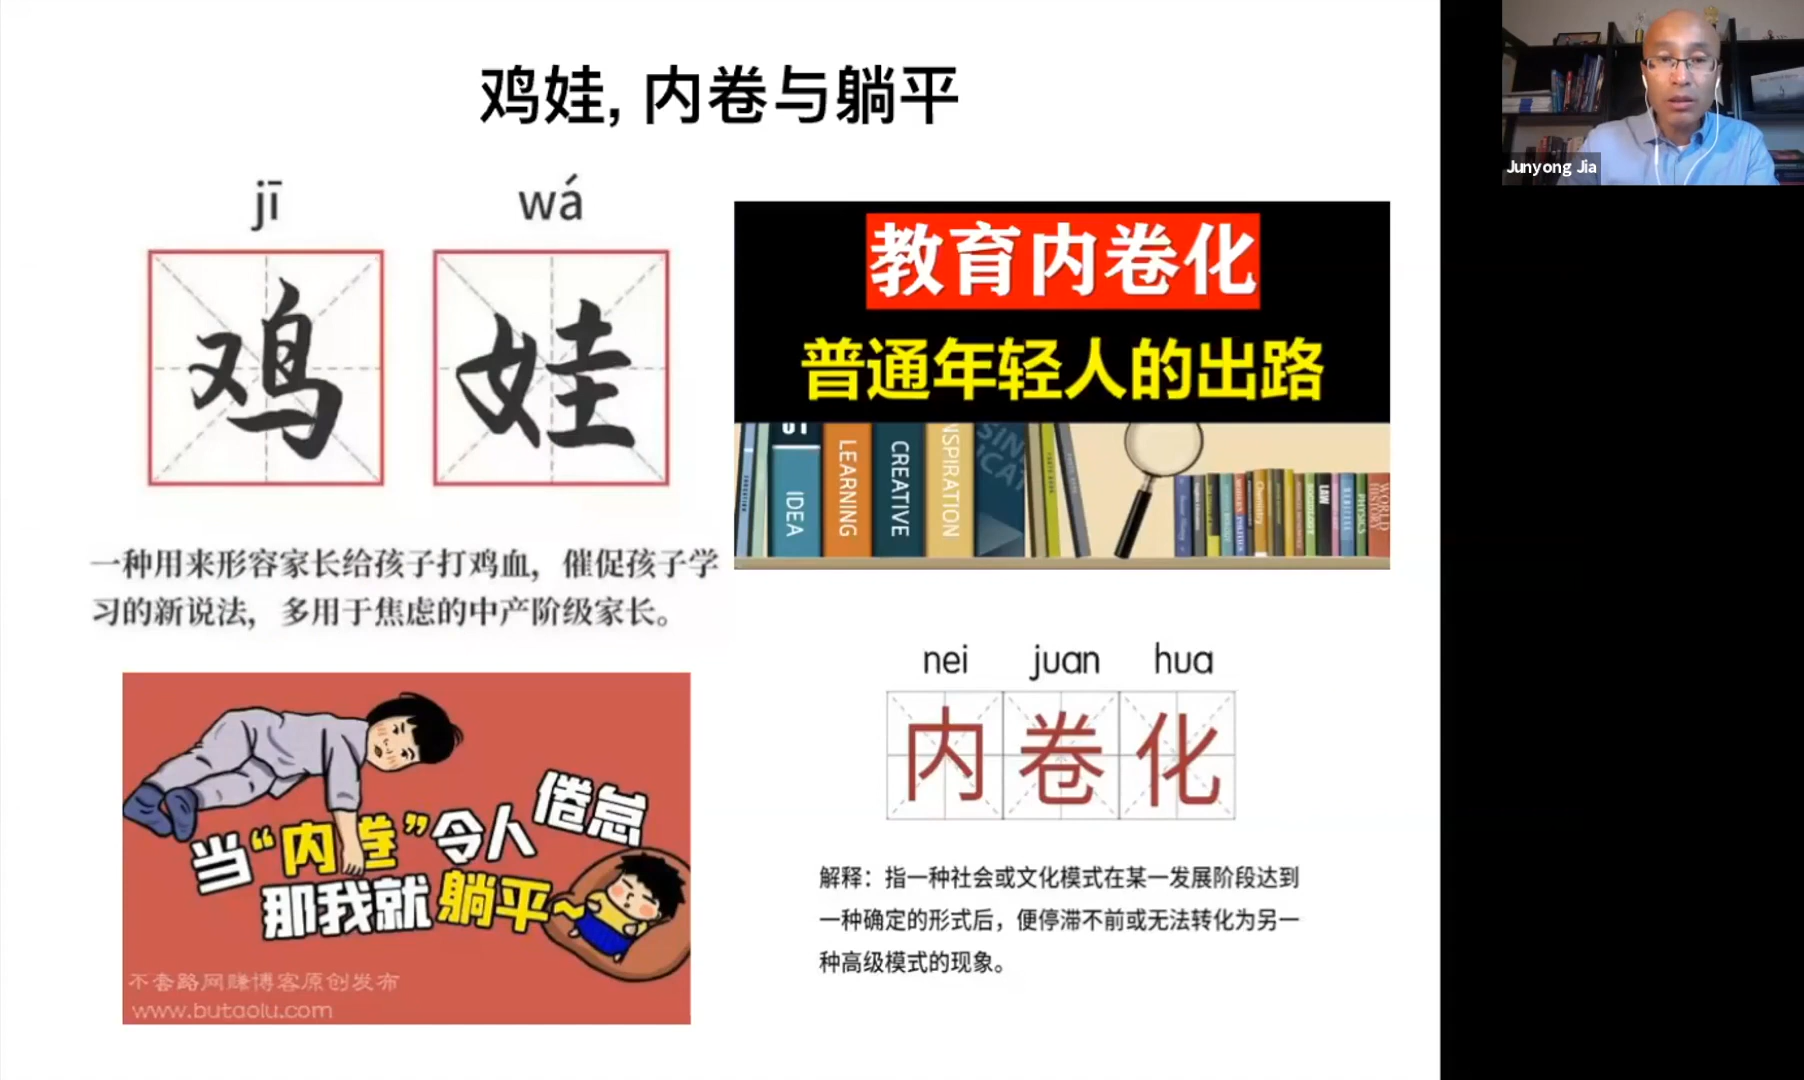 鸡娃, 内卷与躺平
jī wá
鸡 娃
一种用来形容家长给孩子打鸡血，催促孩子学
习的新说法，多用于焦虑的中产阶级家长。
教育内卷化
普通年轻人的出路
IDEA
LEARNING
CREATIVE
NSPIRATION
LAW
WORLD HISTORY
当“内卷”令人倦怠
那我就躺平~
不套路网赚博客原创发布
www.butaolu.com
nei juan hua
内 卷 化
解释：指一种社会或文化模式在某一发展阶段达到
一种确定的形式后，便停滞不前或无法转化为另一
种高级模式的现象。
Junyong Jia